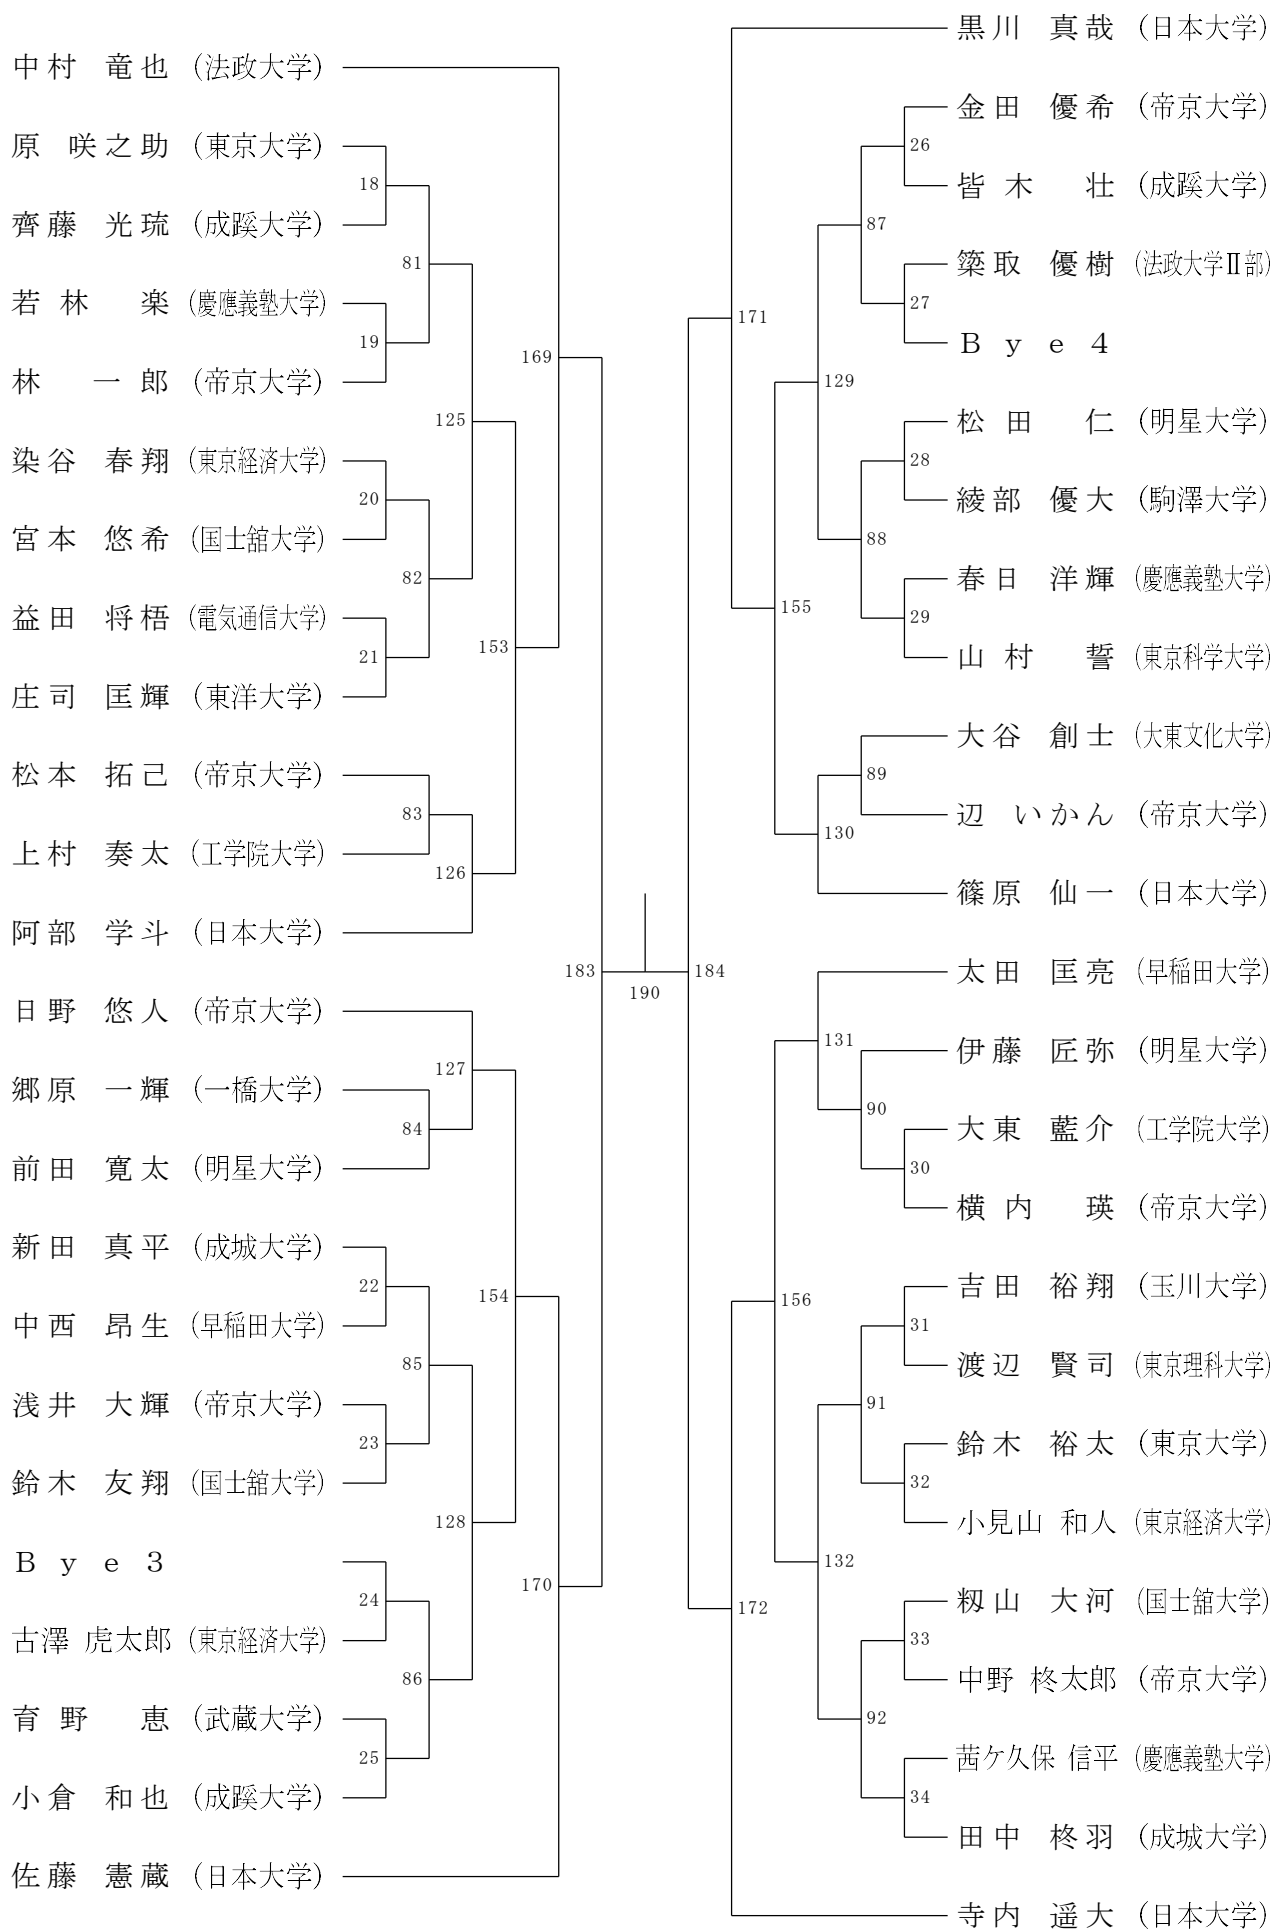 中村 竜也 (法政大学)
原 咲之助 (東京大学)
18
齊藤 光琉 (成蹊大学)
81
若林 楽 (慶應義塾大学)
19
林 一郎 (帝京大学)
125
染谷 春翔 (東京経済大学)
20
宮本 悠希 (国士舘大学)
82
益田 将梧 (電気通信大学)
21
庄司 匡輝 (東洋大学)
153
169
松本 拓己 (帝京大学)
83
上村 奏太 (工学院大学)
126
阿部 学斗 (日本大学)
183
日野 悠人 (帝京大学)
127
郷原 一輝 (一橋大学)
84
前田 寛太 (明星大学)
154
新田 真平 (成城大学)
22
中西 昂生 (早稲田大学)
85
浅井 大輝 (帝京大学)
23
鈴木 友翔 (国士舘大学)
128
Bye3
24
古澤 虎太郎 (東京経済大学)
86
育野 恵 (武蔵大学)
25
小倉 和也 (成蹊大学)
170
佐藤 憲蔵 (日本大学)
190
黒川 真哉 (日本大学)
金田 優希 (帝京大学)
26
皆木 壮 (成蹊大学)
87
築取 優樹 (法政大学Ⅱ部)
27
Bye4
171
129
松田 仁 (明星大学)
28
綾部 優大 (駒澤大学)
88
春日 洋輝 (慶應義塾大学)
29
山村 誓 (東京科学大学)
155
大谷 創士 (大東文化大学)
89
辺 いかん (帝京大学)
130
篠原 仙一 (日本大学)
184
太田 匡亮 (早稲田大学)
131
伊藤 匠弥 (明星大学)
90
大東 藍介 (工学院大学)
30
横内 瑛 (帝京大学)
156
吉田 裕翔 (玉川大学)
31
渡辺 賢司 (東京理科大学)
91
鈴木 裕太 (東京大学)
32
小見山 和人 (東京経済大学)
132
172
籾山 大河 (国士舘大学)
33
中野 柊太郎 (帝京大学)
92
茜ケ久保 信平 (慶應義塾大学)
34
田中 柊羽 (成城大学)
寺内 遥大 (日本大学)